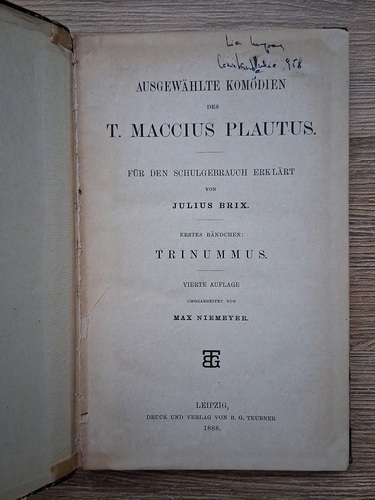 AUSGEWÄHLTE KOMÖDIEN
DES
T. MACCIUS PLAUTUS.
FÜR DEN SCHULGEBRAUCH ERKLÄRT
VON
JULIUS BRIX.
ERSTES BÄNDCHEN:
TRINUMMUS.
VIERTE AUFLAGE
UMGEARBEITET VON
MAX NIEMEYER.
LEIPZIG,
DRUCK UND VERLAG VON B. G. TEUBNER
1888.